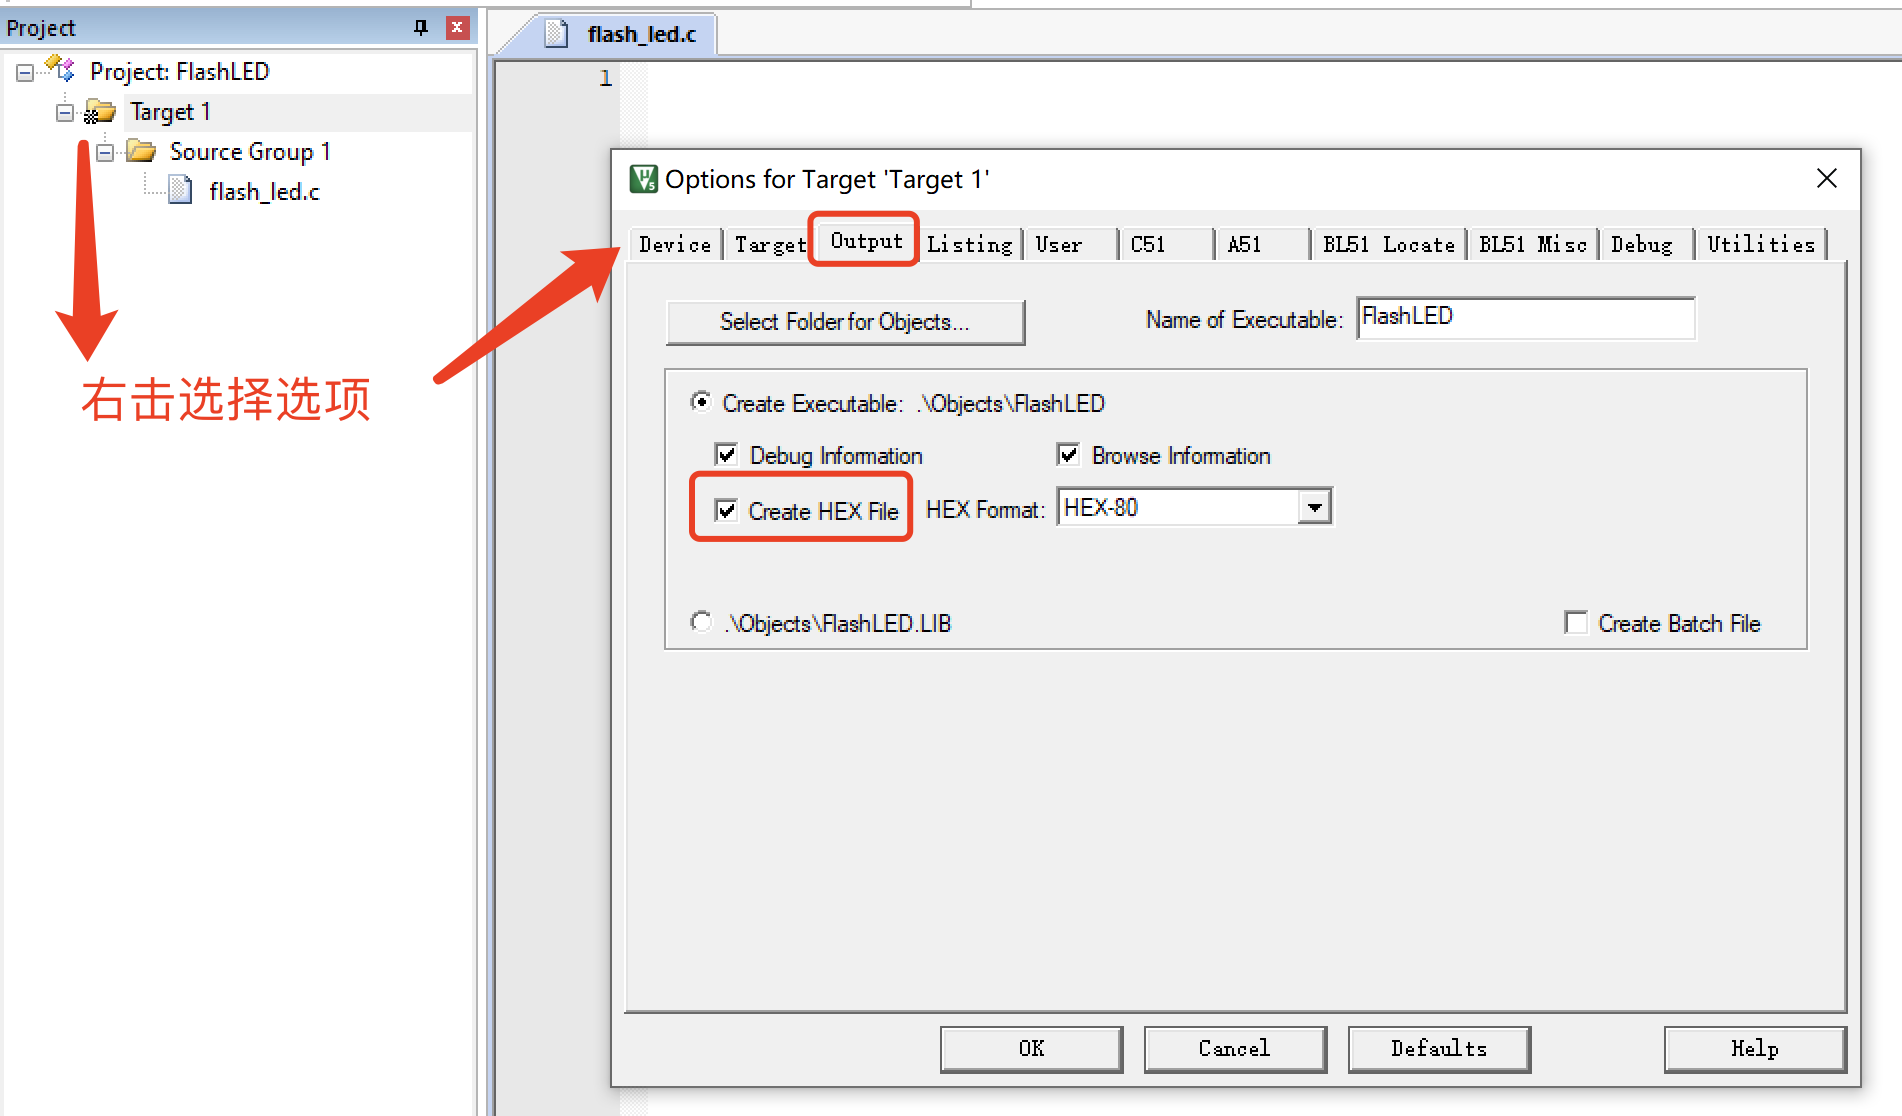 Project
Project: FlashLED
Target 1
Source Group 1
flash_led.c
右击选择选项
flash_led.c
1
Options for Target 'Target 1'
Device Target Output Listing User C51 A51 BL51 Locate BL51 Misc Debug Utilities
Select Folder for Objects... Name of Executable: FlashLED
Create Executable: .\Objects\FlashLED
Debug Information Browse Information
Create HEX File HEX Format: HEX-80
.\Objects\FlashLED.LIB Create Batch File
OK Cancel Defaults Help